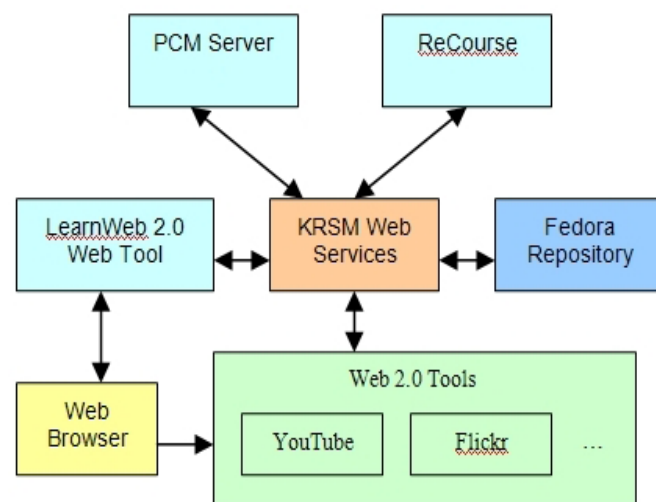 PCM Server
ReCourse
LearnWeb 2.0
Web Tool
KRSM Web
Services
Fedora
Repository
Web
Browser
Web 2.0 Tools
YouTube
Flickr
...